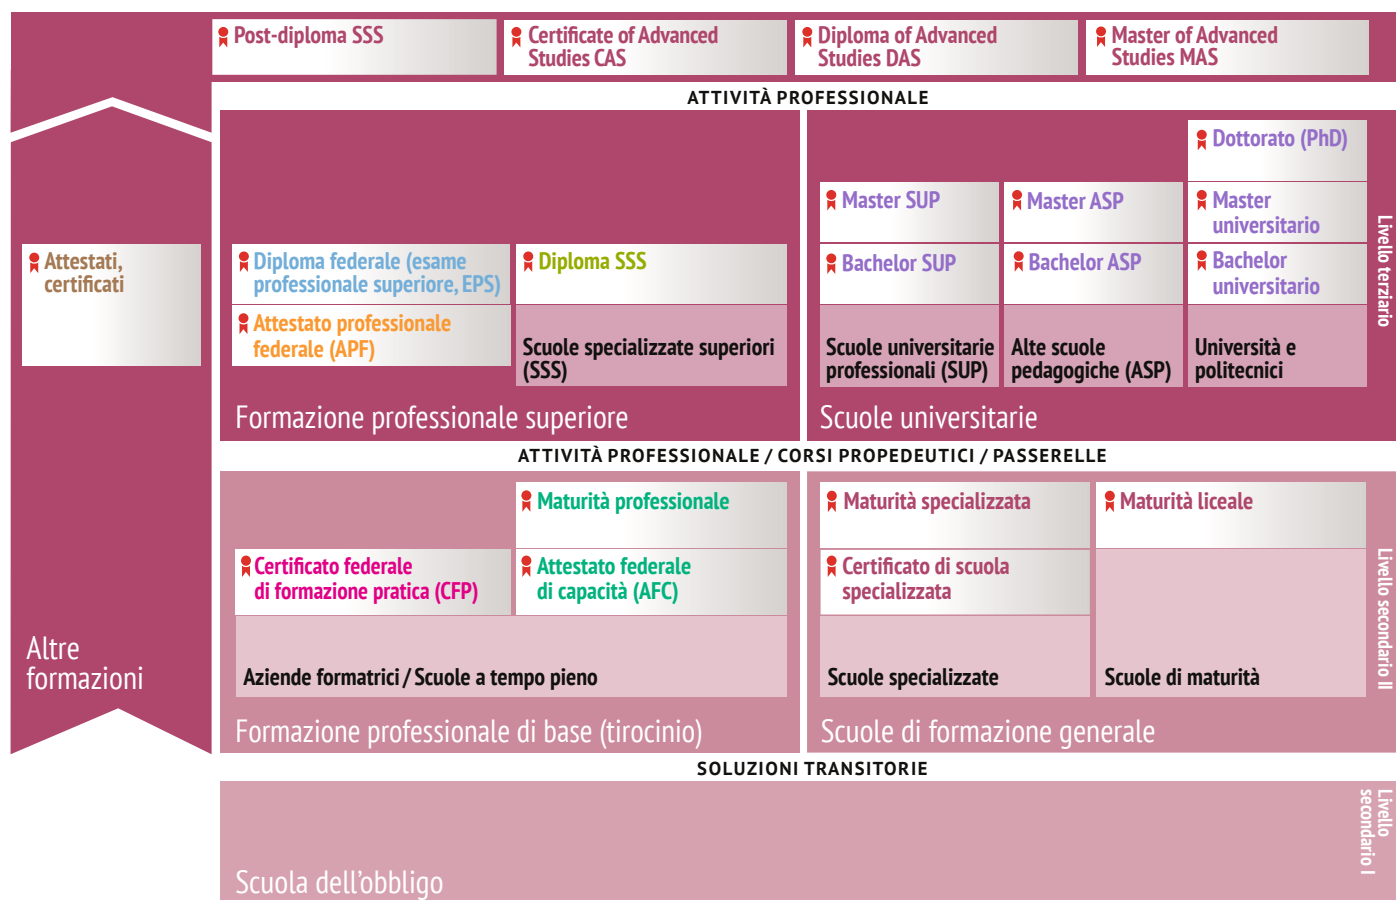 Post-diploma SSS
Certificate of Advanced
Studies CAS
Diploma of Advanced
Studies DAS
Master of Advanced
Studies MAS
ATTIVITÀ PROFESSIONALE
Attestati,
certificati
Altre
formazioni
Diploma federale (esame
professionale superiore, EPS)
Attestato professionale
federale (APF)
Diploma SSS
Scuole specializzate superiori
(SSS)
Formazione professionale superiore
Master SUP
Bachelor SUP
Scuole universitarie
professionali (SUP)
Master ASP
Bachelor ASP
Alte scuole
pedagogiche (ASP)
Dottorato (PhD)
Master
universitario
Bachelor
universitario
Università e
politecnici
Scuole universitarie
Livello terziario
ATTIVITÀ PROFESSIONALE / CORSI PROPEDEUTICI / PASSERELLE
Certificato federale
di formazione pratica (CFP)
Maturità professionale
Attestato federale
di capacità (AFC)
Aziende formatrici / Scuole a tempo pieno
Formazione professionale di base (tirocinio)
Maturità specializzata
Certificato di scuola
specializzata
Scuole specializzate
Maturità liceale
Scuole di maturità
Scuole di formazione generale
Livello secondario II
SOLUZIONI TRANSITORIE
Scuola dell'obbligo
Livello
secondario I